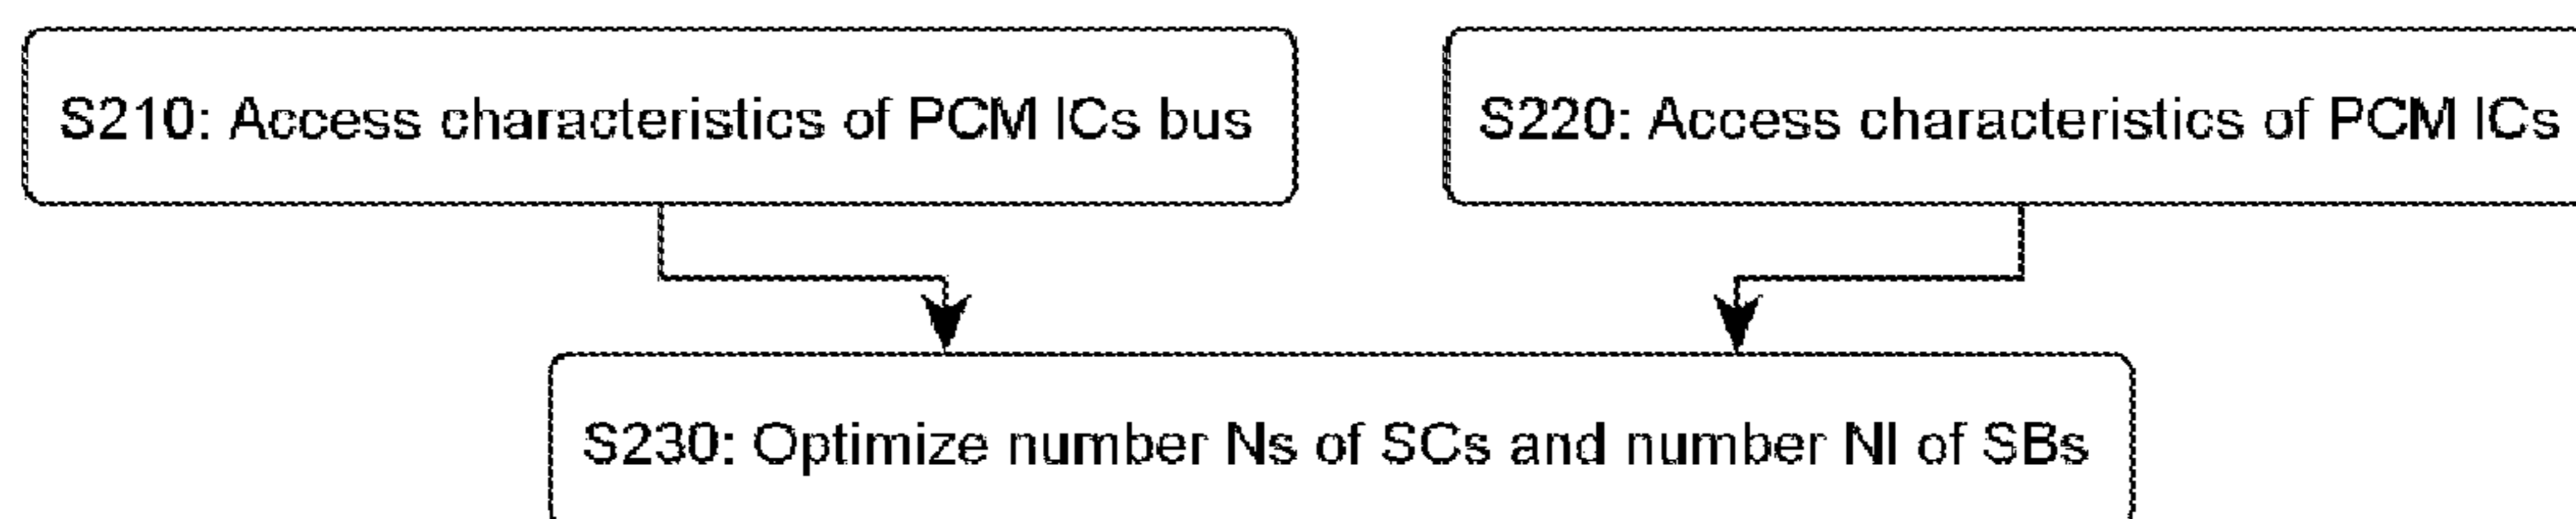 S210: Access characteristics of PCM ICs bus
S220: Access characteristics of PCM ICs
S230: Optimize number Ns of SCs and number NI of SBs